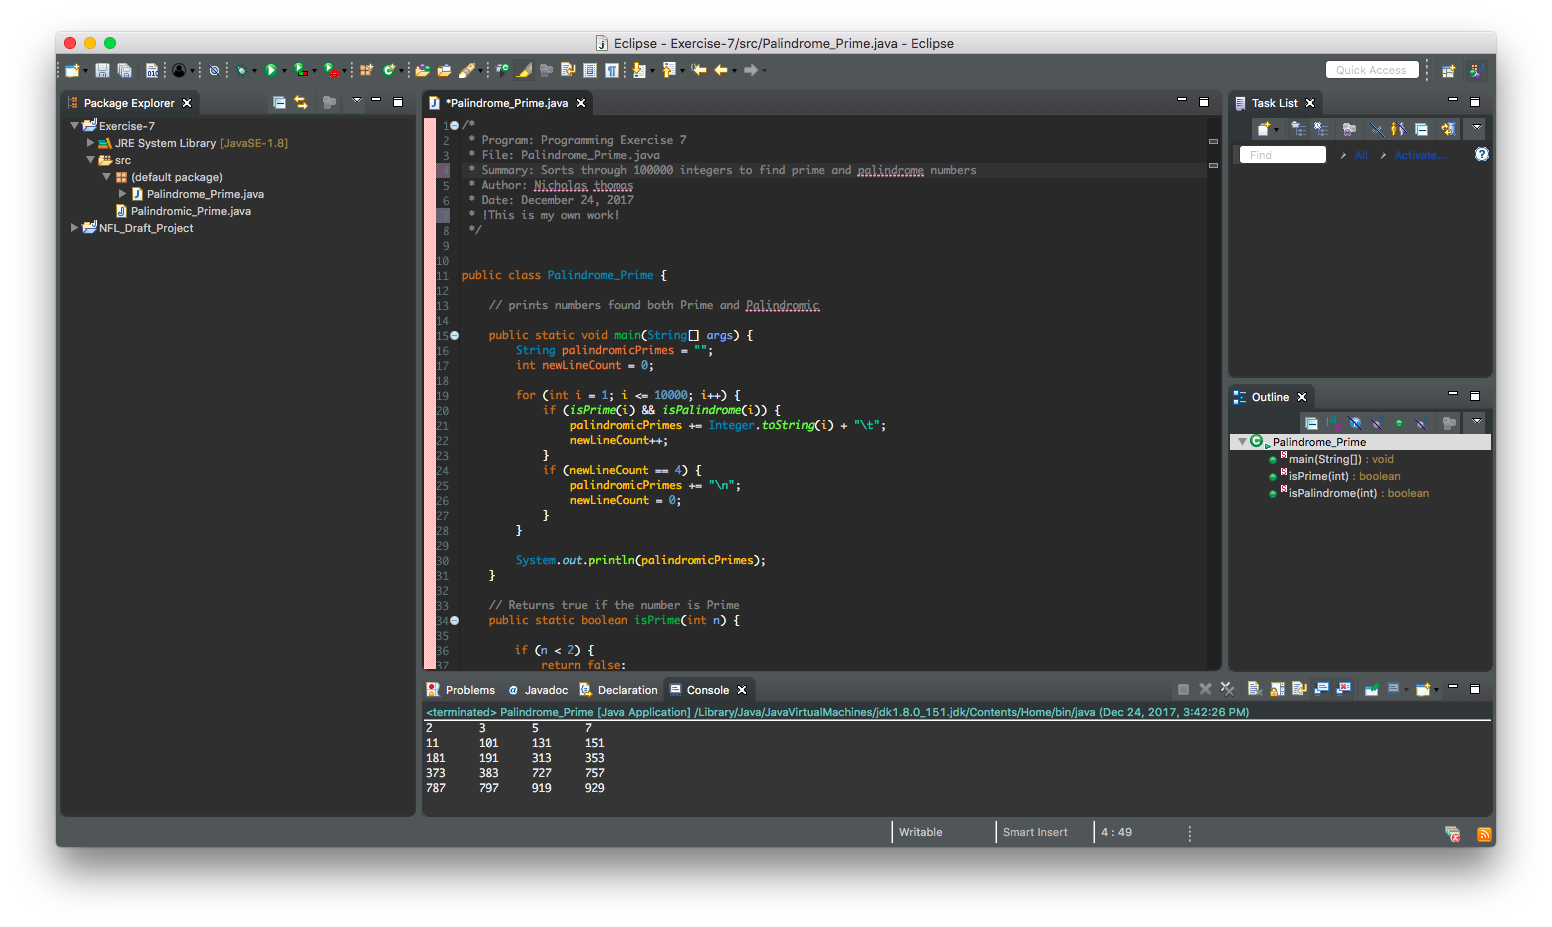 Eclipse - Exercise-7/src/Palindrome_Prime.java - Eclipse
Quick Access
Package Explorer
Exercise-7
JRE System Library [JavaSE-1.8]
src
(default package)
Palindrome_Prime.java
Palindromic_Prime.java
NFL_Draft_Project
*Palindrome_Prime.java
1 /*
2 * Program: Programming Exercise 7
3 * File: Palindrome_Prime.java
4 * Summary: Sorts through 100000 integers to find prime and palindrome numbers
5 * Author: Nicholas thomas
6 * Date: December 24, 2017
7 * !This is my own work!
8 */
9
10
11 public class Palindrome_Prime {
12
13 // prints numbers found both Prime and Palindromic
14
15 public static void main(String[] args) {
16 String palindromicPrimes = "";
17 int newLineCount = 0;
18
19 for (int i = 1; i <= 10000; i++) {
20 if (isPrime(i) && isPalindrome(i)) {
21 palindromicPrimes += Integer.toString(i) + "\t";
22 newLineCount++;
23 }
24 if (newLineCount == 4) {
25 palindromicPrimes += "\n";
26 newLineCount = 0;
27 }
28 }
29
30 System.out.println(palindromicPrimes);
31 }
32
33 // Returns true if the number is Prime
34 public static boolean isPrime(int n) {
35
36 if (n < 2) {
37 return false;
Task List
Find
All
Activate...
Outline
Palindrome_Prime
main(String[]) : void
isPrime(int) : boolean
isPalindrome(int) : boolean
Problems @ Javadoc Declaration Console
<terminated> Palindrome_Prime [Java Application] /Library/Java/JavaVirtualMachines/jdk1.8.0_151.jdk/Contents/Home/bin/java (Dec 24, 2017, 3:42:26 PM)
2 3 5 7
11 101 131 151
181 191 313 353
373 383 727 757
787 797 919 929
Writable Smart Insert 4 : 49